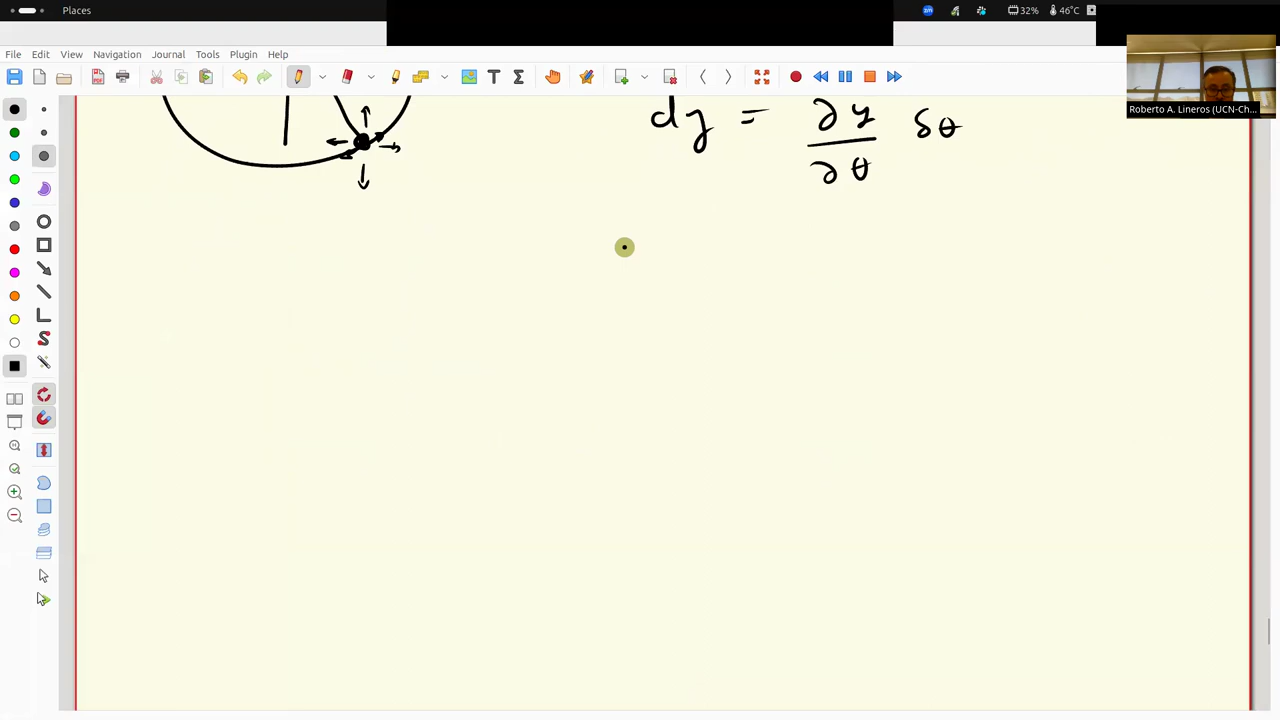 Places
32% 46°C
File Edit View Navigation Journal Tools Plugin Help
Roberto A. Lineros (UCN-Ch...
dy = ∂y/∂θ δθ